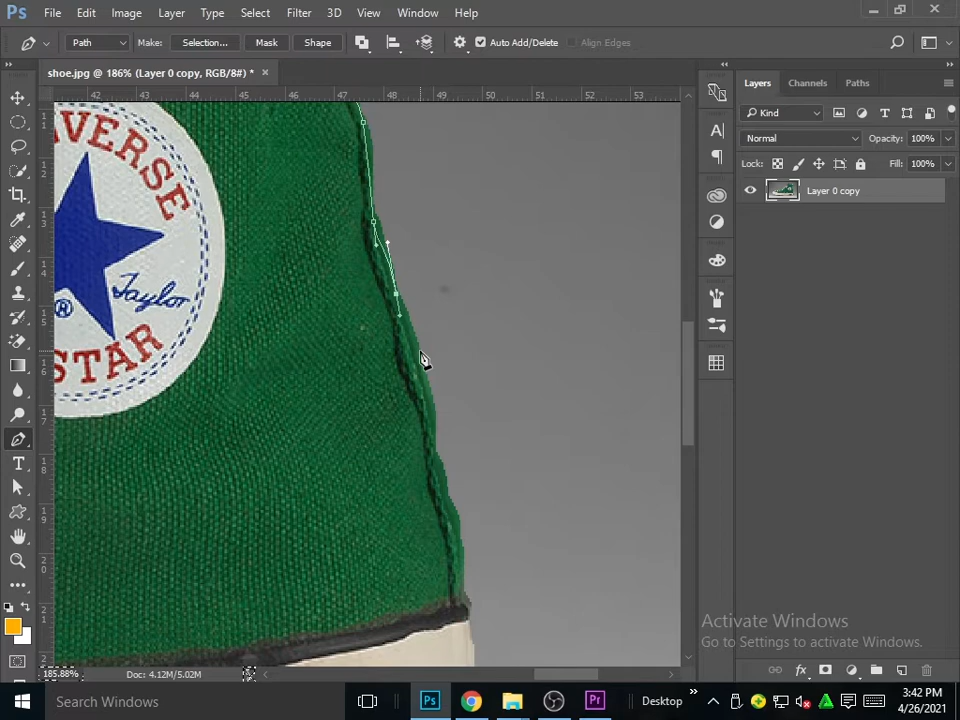 Ps File Edit Image Layer Type Select Filter 3D View Window Help
Path Make: Selection... Mask Shape Auto Add/Delete Align Edges
shoe.jpg @ 186% (Layer 0 copy, RGB/8#) * ×
42 43 44 45 46 47 48 49 50 51 52 53
Layers Channels Paths
Kind
Normal Opacity: 100%
Lock: Fill: 100%
Layer 0 copy
VERSE
Taylor
®
STAR
Activate Windows
Go to Settings to activate Windows.
185.88% Doc: 4.12M/5.02M
Search Windows
Ps
Pr
Desktop
3:42 PM
4/26/2021